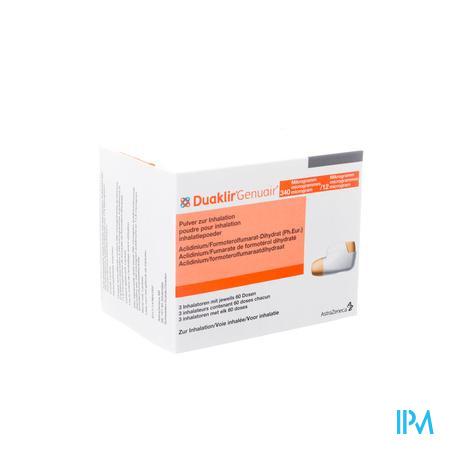 Duaklir® Genuair®
340 Mikrogramm microgrammes microgram /12 Mikrogramm microgrammes microgram
Pulver zur Inhalation
poudre pour inhalation
inhalatiepoeder
Aclidinium/Formoterolfumarat-Dihydrat (Ph.Eur.)
Aclidinium/Fumarate de formotérol dihydraté
Aclidinium/formoterolfumaraatdihydraat
3 Inhalatoren mit jeweils 60 Dosen
3 inhalateurs contenant 60 doses chacun
3 inhalatoren met elk 60 doses
Zur Inhalation/Voie inhalée/Voor inhalatie
AstraZeneca
IPM